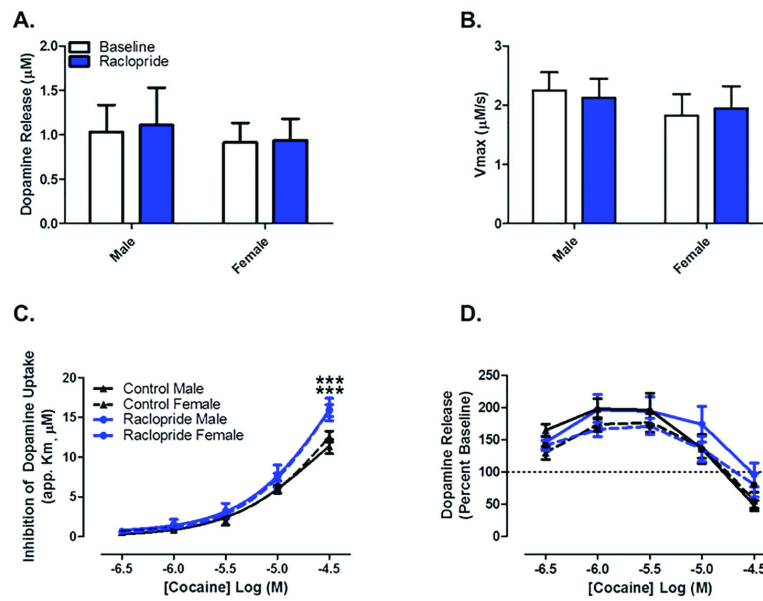 A.
Dopamine Release (μM)
2.0
1.5
1.0
0.5
0.0
Baseline
Raclopride
Male
Female
B.
Vmax (μM/s)
3
2
1
0
Male
Female
C.
Inhibition of Dopamine Uptake
(app. Km, μM)
20
15
10
5
0
Control Male
Control Female
Raclopride Male
Raclopride Female
***
***
-6.5
-6.0
-5.5
-5.0
-4.5
[Cocaine] Log (M)
D.
Dopamine Release
(Percent Baseline)
250
200
150
100
50
0
-6.5
-6.0
-5.5
-5.0
-4.5
[Cocaine] Log (M)